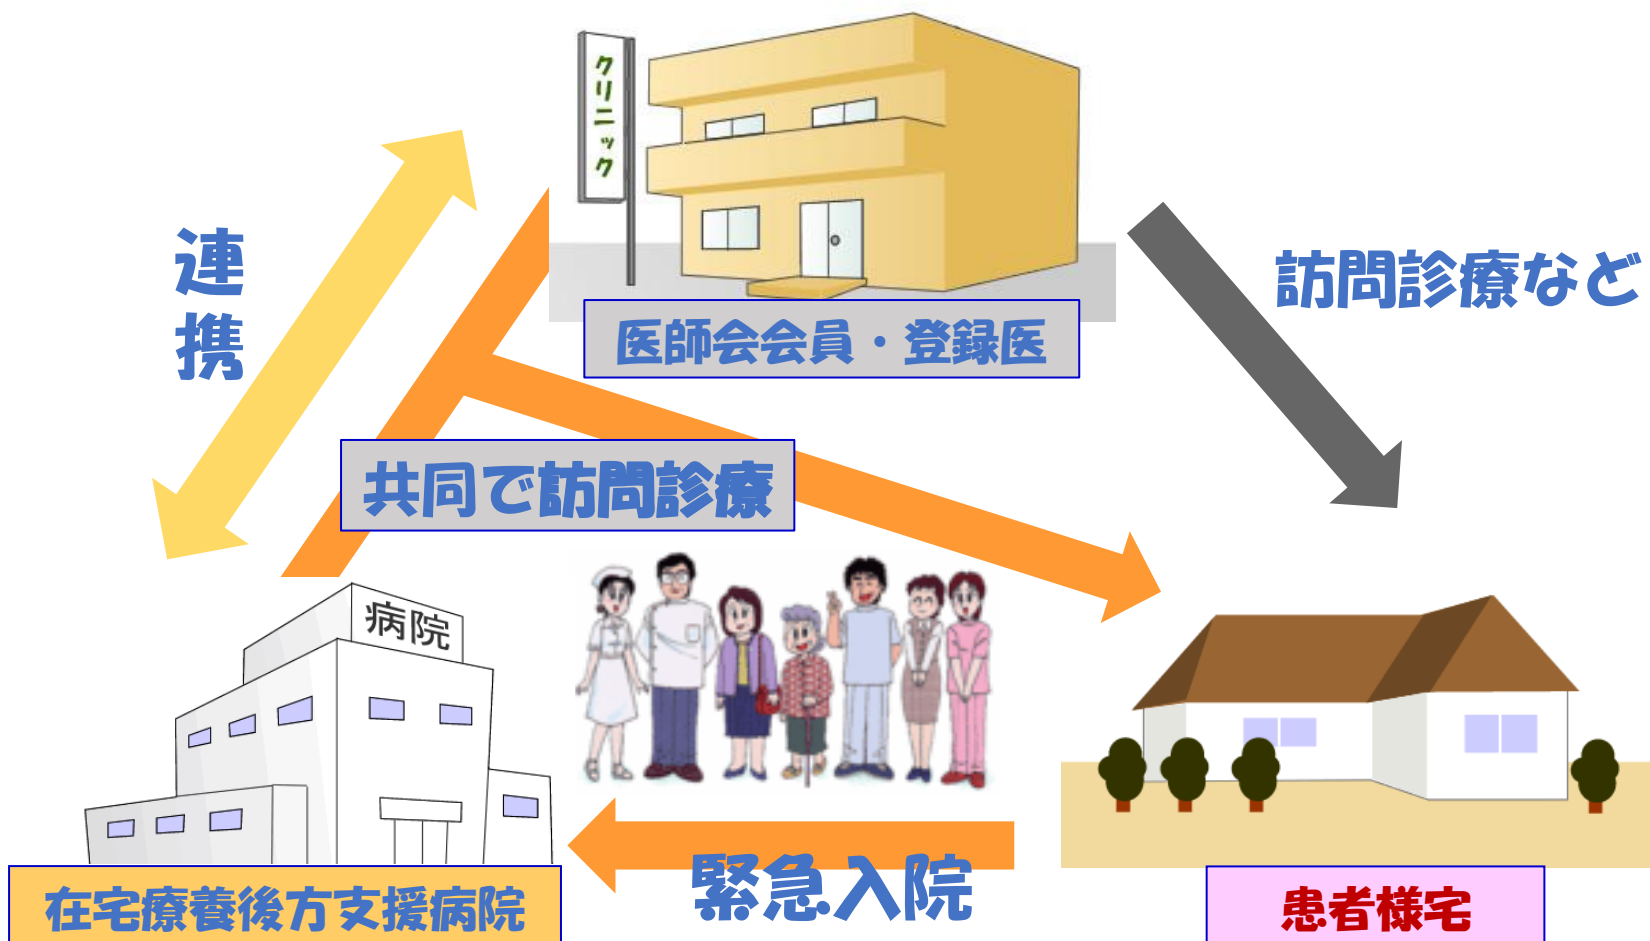 クリニック
連携
訪問診療など
医師会会員・登録医
共同で訪問診療
病院
緊急入院
在宅療養後方支援病院
患者様宅